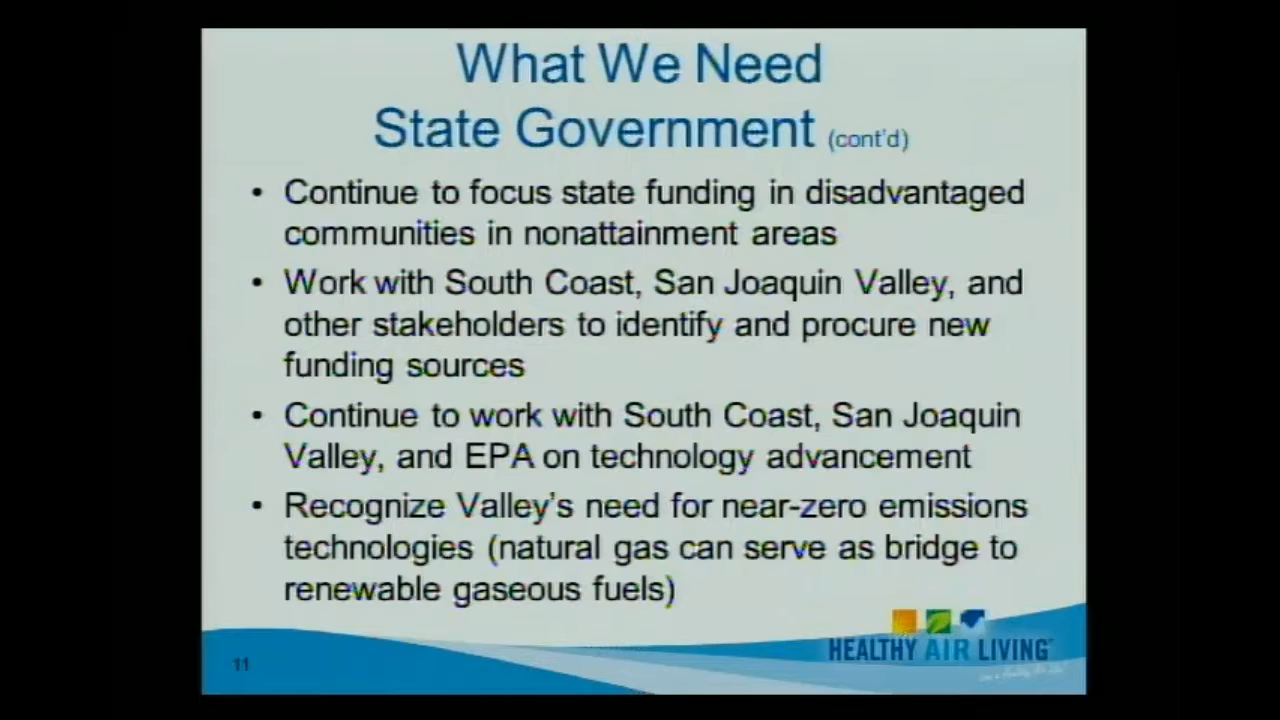 What We Need
State Government (cont'd)
• Continue to focus state funding in disadvantaged
communities in nonattainment areas
• Work with South Coast, San Joaquin Valley, and
other stakeholders to identify and procure new
funding sources
• Continue to work with South Coast, San Joaquin
Valley, and EPA on technology advancement
• Recognize Valley's need for near-zero emissions
technologies (natural gas can serve as bridge to
renewable gaseous fuels)
HEALTHY AIR LIVING
11